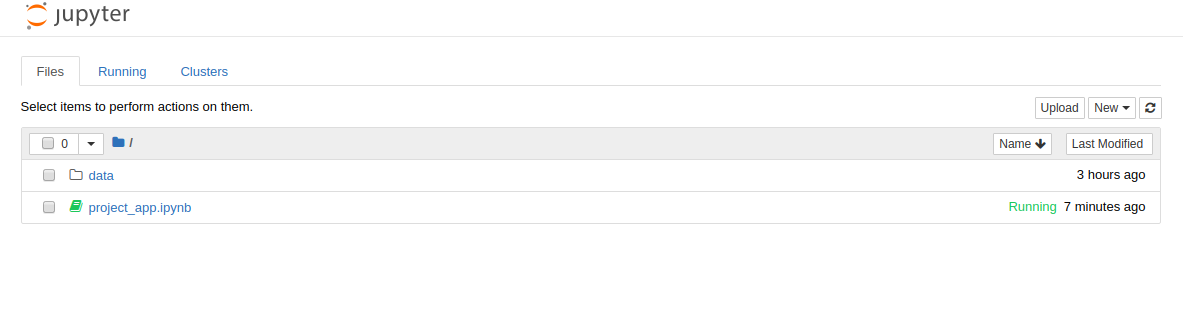 jupyter
Files Running Clusters
Select items to perform actions on them. Upload New
0 / Name Last Modified
data 3 hours ago
project_app.ipynb Running 7 minutes ago